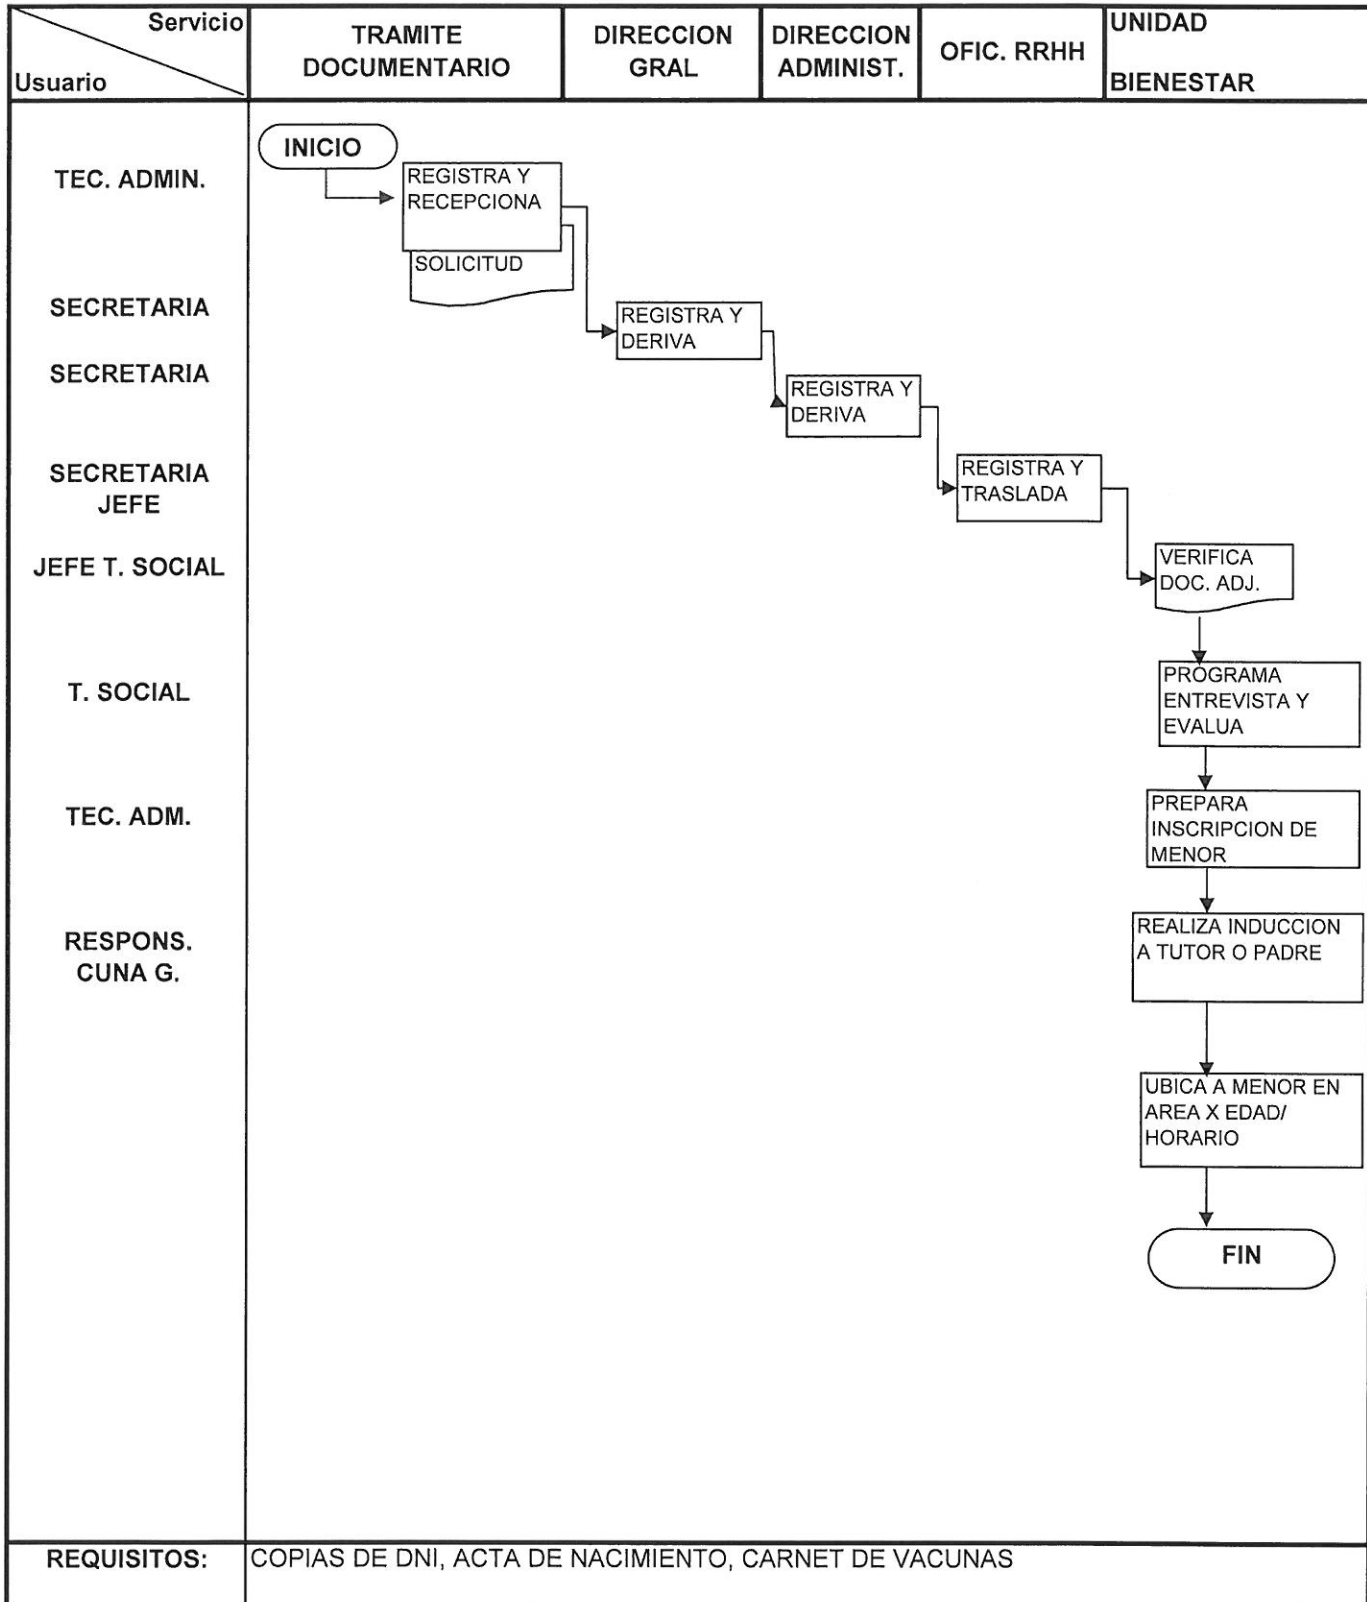 Servicio
Usuario
TRAMITE
DOCUMENTARIO
DIRECCION
GRAL
DIRECCION
ADMINIST.
OFIC. RRHH
UNIDAD
BIENESTAR
INICIO
TEC. ADMIN.
REGISTRA Y
RECEPCIONA
SOLICITUD
SECRETARIA
REGISTRA Y
DERIVA
SECRETARIA
REGISTRA Y
DERIVA
SECRETARIA
JEFE
REGISTRA Y
TRASLADA
JEFE T. SOCIAL
VERIFICA
DOC. ADJ.
T. SOCIAL
PROGRAMA
ENTREVISTA Y
EVALUA
TEC. ADM.
PREPARA
INSCRIPCION DE
MENOR
RESPONS.
CUNA G.
REALIZA INDUCCION
A TUTOR O PADRE
UBICA A MENOR EN
AREA X EDAD/
HORARIO
FIN
REQUISITOS:
COPIAS DE DNI, ACTA DE NACIMIENTO, CARNET DE VACUNAS